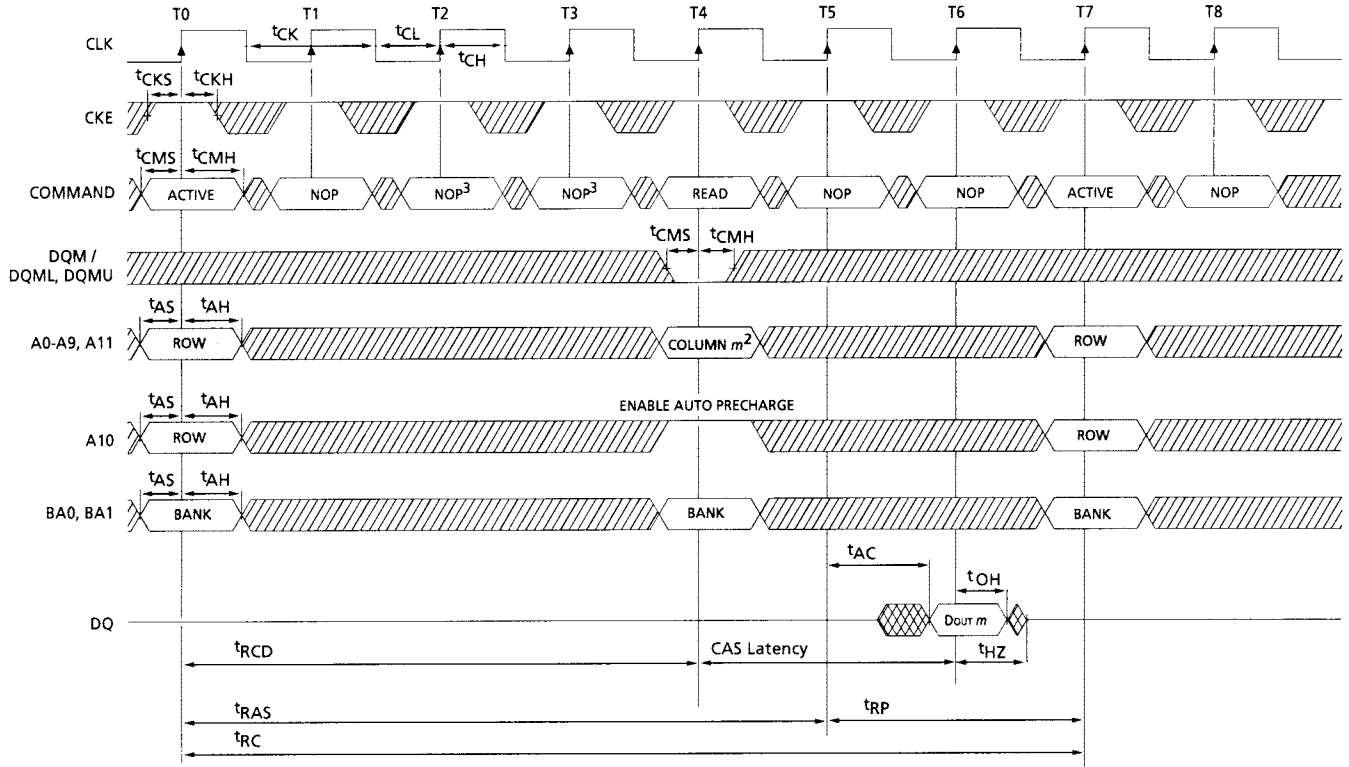 T0 T1 T2 T3 T4 T5 T6 T7 T8
CLK
tCK tCL
tCH
tCKS tCKH
CKE
tCMS tCMH
COMMAND ACTIVE NOP NOP3 NOP3 READ NOP NOP ACTIVE NOP
tCMS tCMH
DQM /
DQML, DQMU
tAS tAH
A0-A9, A11 ROW COLUMN m2 ROW
ENABLE AUTO PRECHARGE
tAS tAH
A10 ROW ROW
tAS tAH
BA0, BA1 BANK BANK BANK
tAC
tOH
DQ DOUT m
tRCD CAS Latency tHZ
tRAS tRP
tRC